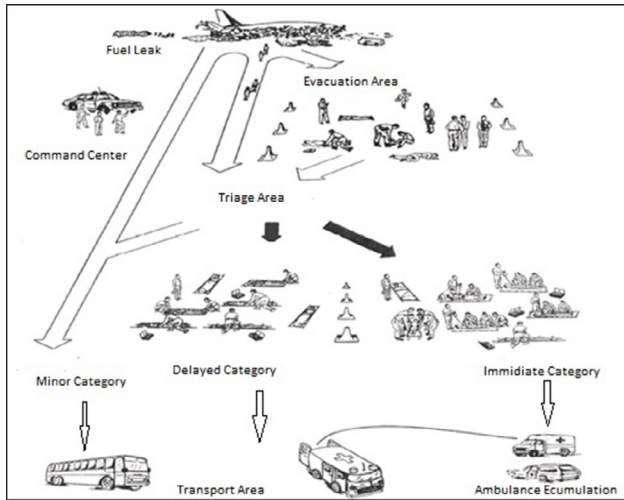 Fuel Leak
Evacuation Area
Command Center
Triage Area
Minor Category
Delayed Category
Immidiate Category
Transport Area
Ambulance Ecumulation